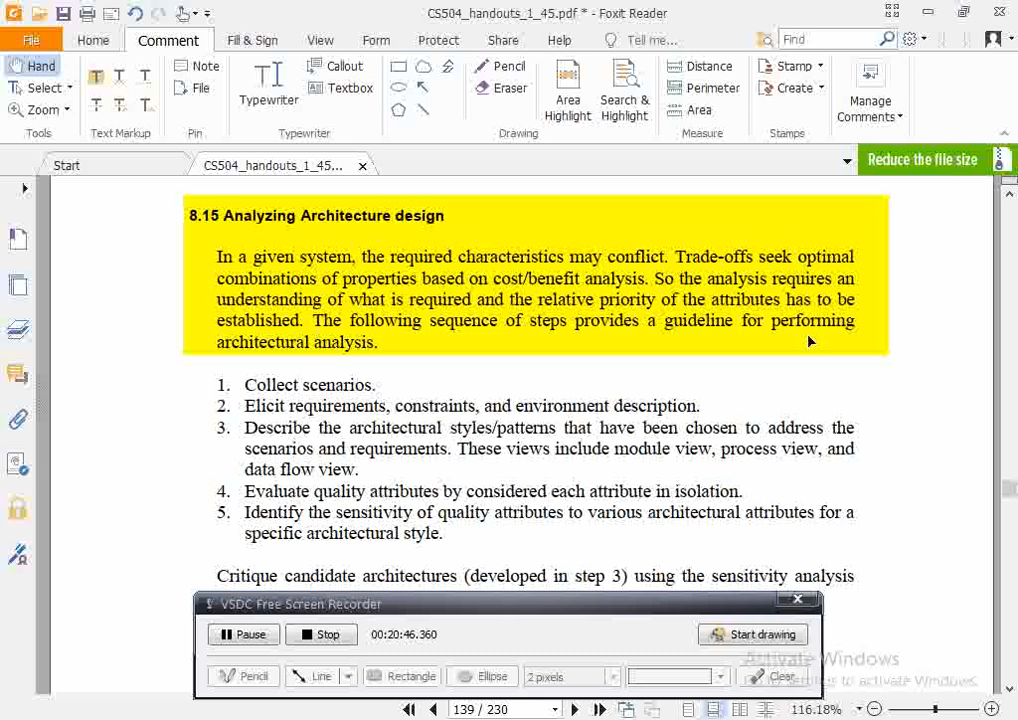 CS504_handouts_1_45.pdf * - Foxit Reader
File Home Comment Fill & Sign View Form Protect Share Help Tell me... Find
Hand
Select
Zoom
Tools
T T T
T T T
Text Markup
Note
File
Pin
Typewriter
Callout
Textbox
Typewriter
Pencil
Eraser
Area Highlight
Search & Highlight
Drawing
Distance
Perimeter
Area
Measure
Stamp
Create
Stamps
Manage Comments
Start
CS504_handouts_1_45...
Reduce the file size
8.15 Analyzing Architecture design
In a given system, the required characteristics may conflict. Trade-offs seek optimal
combinations of properties based on cost/benefit analysis. So the analysis requires an
understanding of what is required and the relative priority of the attributes has to be
established. The following sequence of steps provides a guideline for performing
architectural analysis.
1. Collect scenarios.
2. Elicit requirements, constraints, and environment description.
3. Describe the architectural styles/patterns that have been chosen to address the
scenarios and requirements. These views include module view, process view, and
data flow view.
4. Evaluate quality attributes by considered each attribute in isolation.
5. Identify the sensitivity of quality attributes to various architectural attributes for a
specific architectural style.
Critique candidate architectures (developed in step 3) using the sensitivity analysis
VSDC Free Screen Recorder
Pause Stop 00:20:46.360 Start drawing
Pencil Line Rectangle Ellipse 2 pixels Clear
Activate Windows
to Settings to activate Windows.
139 / 230
116.18%